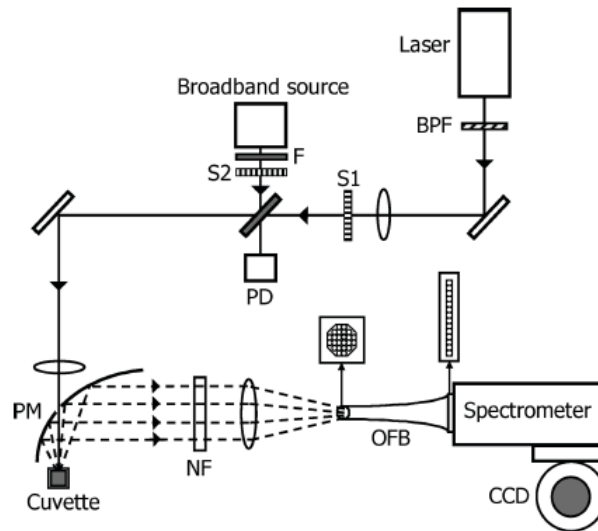 Laser
Broadband source
BPF
F
S2
S1
PD
PM
NF
Cuvette
OFB
Spectrometer
CCD